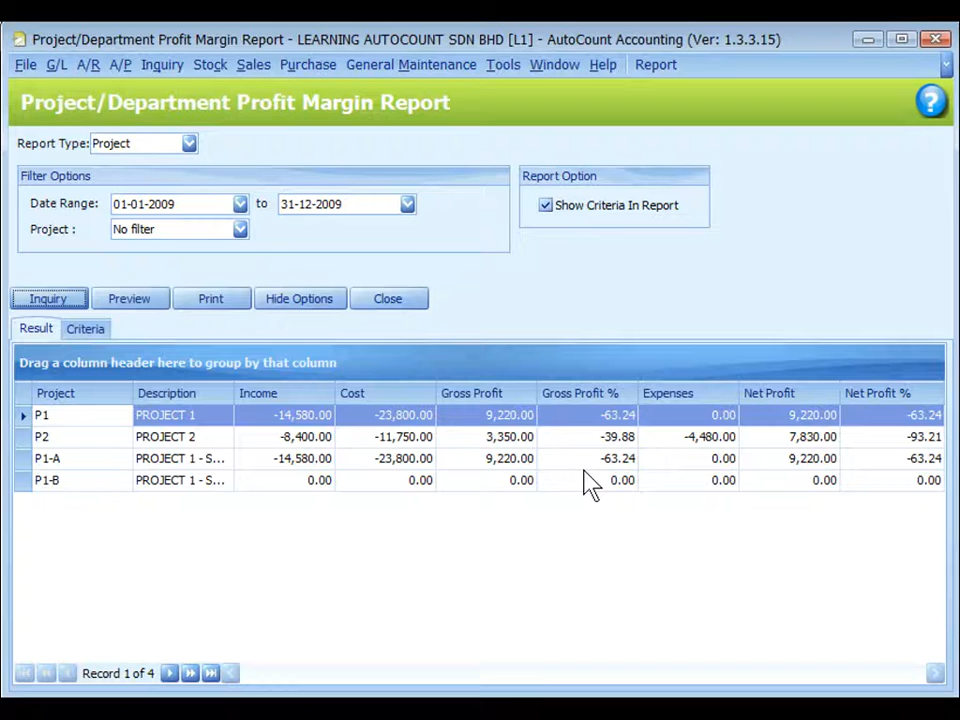 Project/Department Profit Margin Report - LEARNING AUTOCOUNT SDN BHD [L1] - AutoCount Accounting (Ver: 1.3.3.15)
File G/L A/R A/P Inquiry Stock Sales Purchase General Maintenance Tools Window Help Report
Project/Department Profit Margin Report
?
Report Type: Project
Filter Options Report Option
Date Range: 01-01-2009 to 31-12-2009 Show Criteria In Report
Project : No filter
Inquiry Preview Print Hide Options Close
Result Criteria
Drag a column header here to group by that column
Project Description Income Cost Gross Profit Gross Profit % Expenses Net Profit Net Profit %
P1 PROJECT 1 -14,580.00 -23,800.00 9,220.00 -63.24 0.00 9,220.00 -63.24
P2 PROJECT 2 -8,400.00 -11,750.00 3,350.00 -39.88 -4,480.00 7,830.00 -93.21
P1-A PROJECT 1 - S... -14,580.00 -23,800.00 9,220.00 -63.24 0.00 9,220.00 -63.24
P1-B PROJECT 1 - S... 0.00 0.00 0.00 0.00 0.00 0.00 0.00
Record 1 of 4